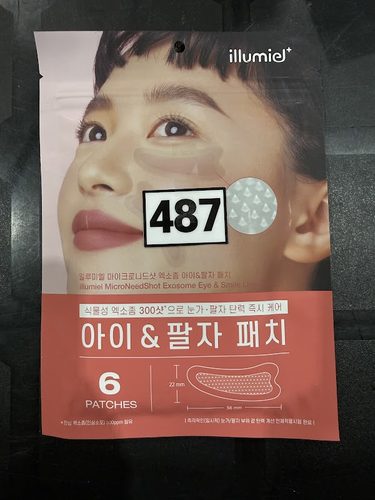 illumiel+
487
일루미엘 마이크로니드샷 엑소좀 아이&팔자 패치
illumiel MicroNeedShot Exosome Eye & Smile
식물성 엑소좀 300샷*으로 눈가·팔자 탄력 즉시 케어
아이&팔자 패치
6
PATCHES
22 mm
56 mm